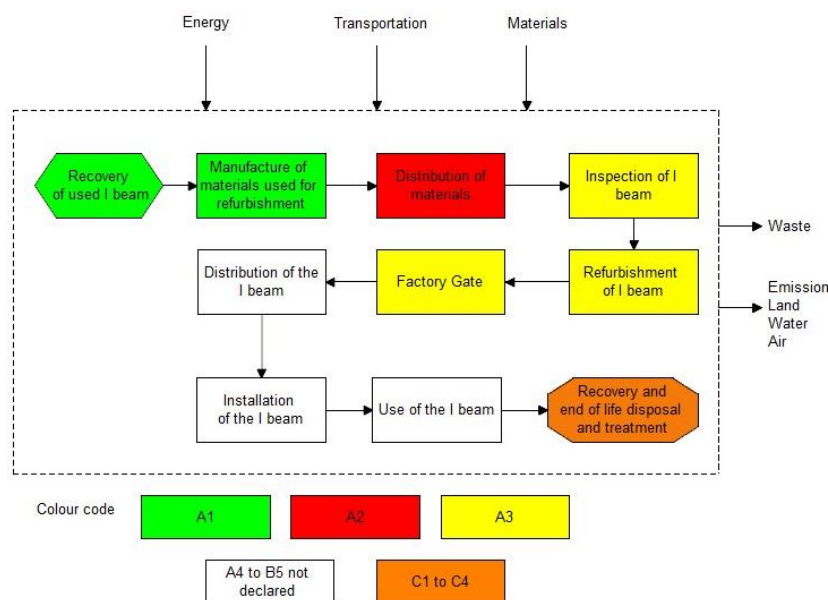 Energy
Transportation
Materials
Recovery
of used I beam
Manufacture of
materials used for
refurbishment
Distribution of
materials
Inspection of I
beam
Waste
Distribution of the
I beam
Factory Gate
Refurbishment
of I beam
Emission
Land
Water
Air
Installation
of the I beam
Use of the I beam
Recovery and
end of life disposal
and treatment
Colour code
A1
A2
A3
A4 to B5 not
declared
C1 to C4